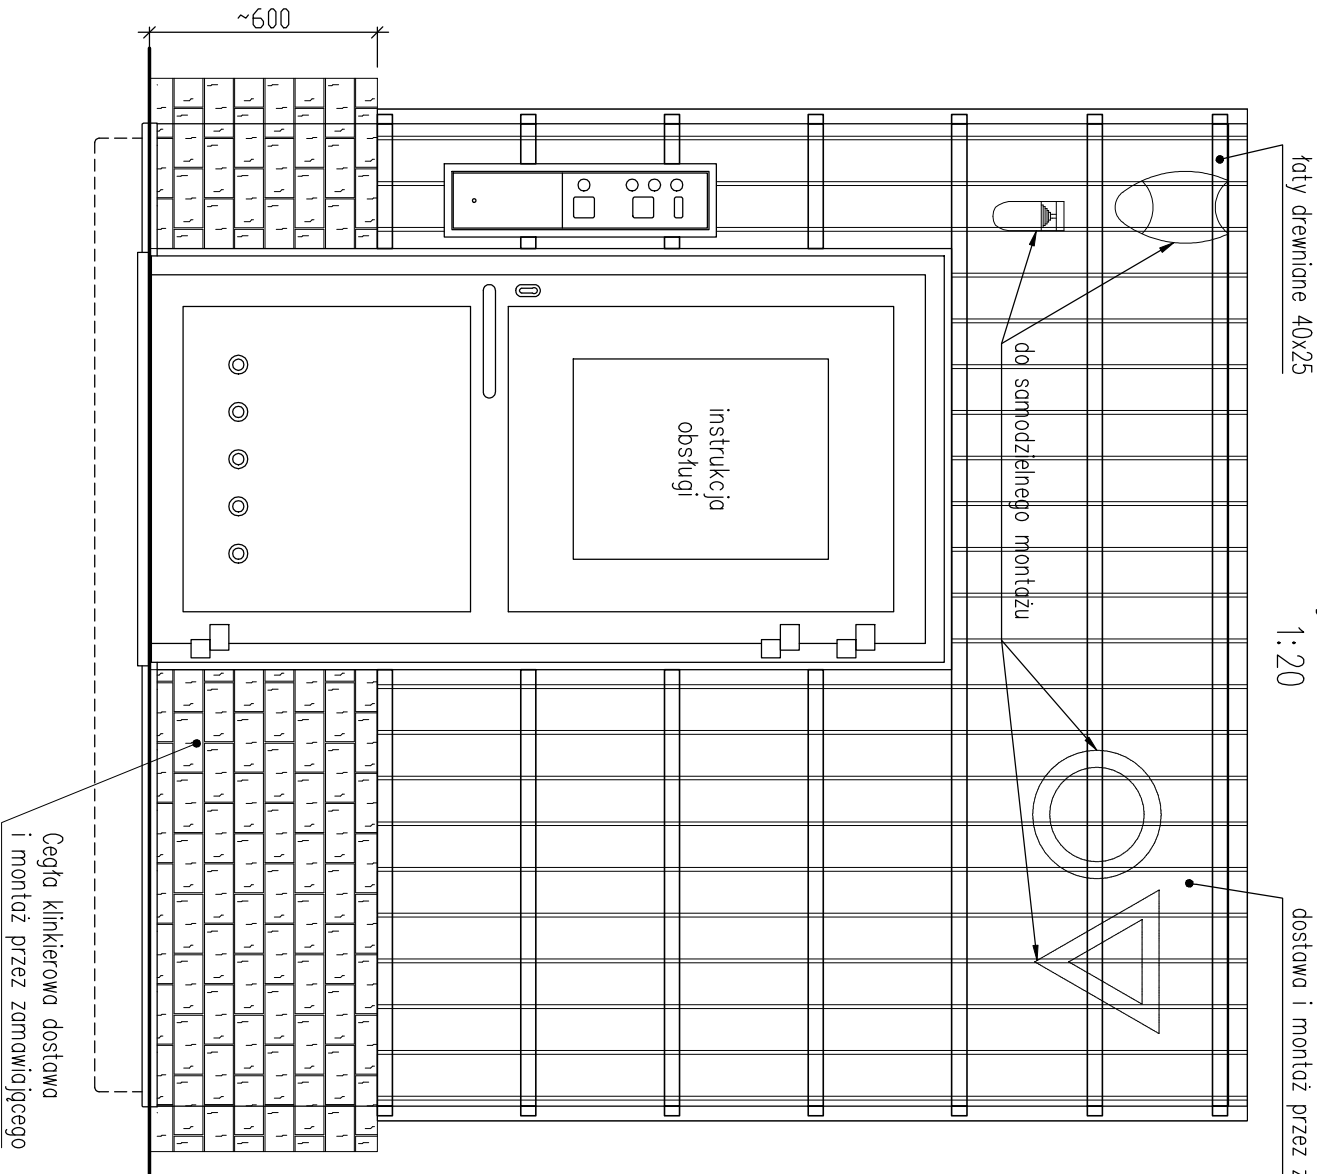 1:20
łaty drewniane 40x25
dostawa i montaż przez
do samodzielnego montażu
instrukcja
obsługi
~600
Cegła klinkierowa dostawa
i montaż przez zamawiającego